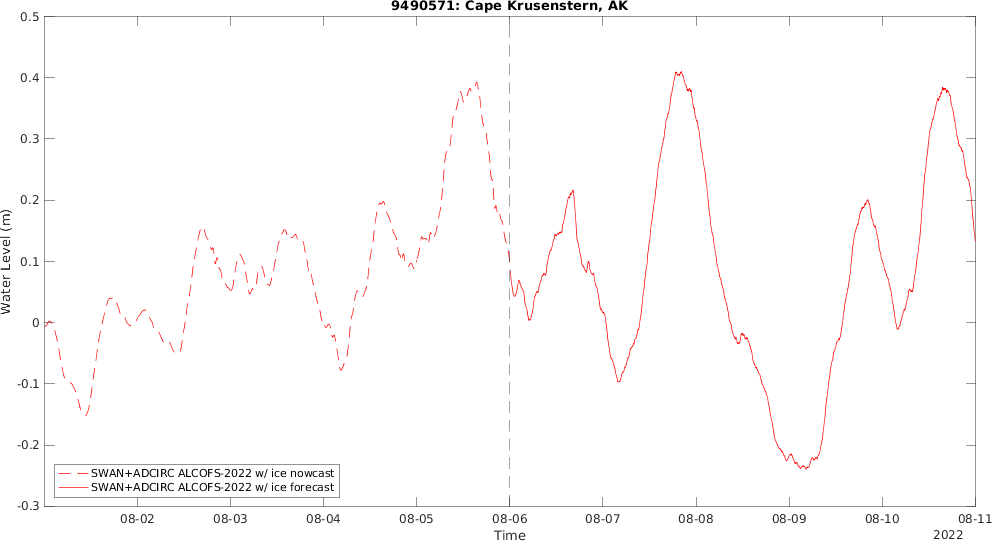 9490571: Cape Krusenstern, AK
0.5
0.4
0.3
0.2
0.1
0
-0.1
-0.2
-0.3
Water Level (m)
SWAN+ADCIRC ALCOFS-2022 w/ ice nowcast
SWAN+ADCIRC ALCOFS-2022 w/ ice forecast
08-02 08-03 08-04 08-05 08-06 08-07 08-08 08-09 08-10 08-11
Time
2022